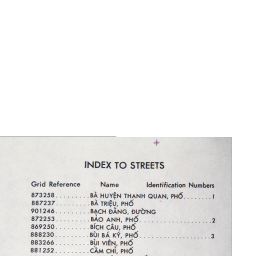 INDEX TO STREETS
Grid Reference Name Identification Numbers
873258.........BÀ HUYỆN THANH QUAN, PHỐ........1
887237.........BÀ TRIỆU, PHỐ
901246.........BẠCH ĐẰNG, ĐƯỜNG
872253.........BẢO ANH, PHỐ....................2
869250.........BÍCH CÂU, PHỐ
888230.........BÙI BÁ KÝ, PHỐ..................3
883266.........BÙI VIÊN, PHỐ
881252.........CẦM CHỈ, PHỐ